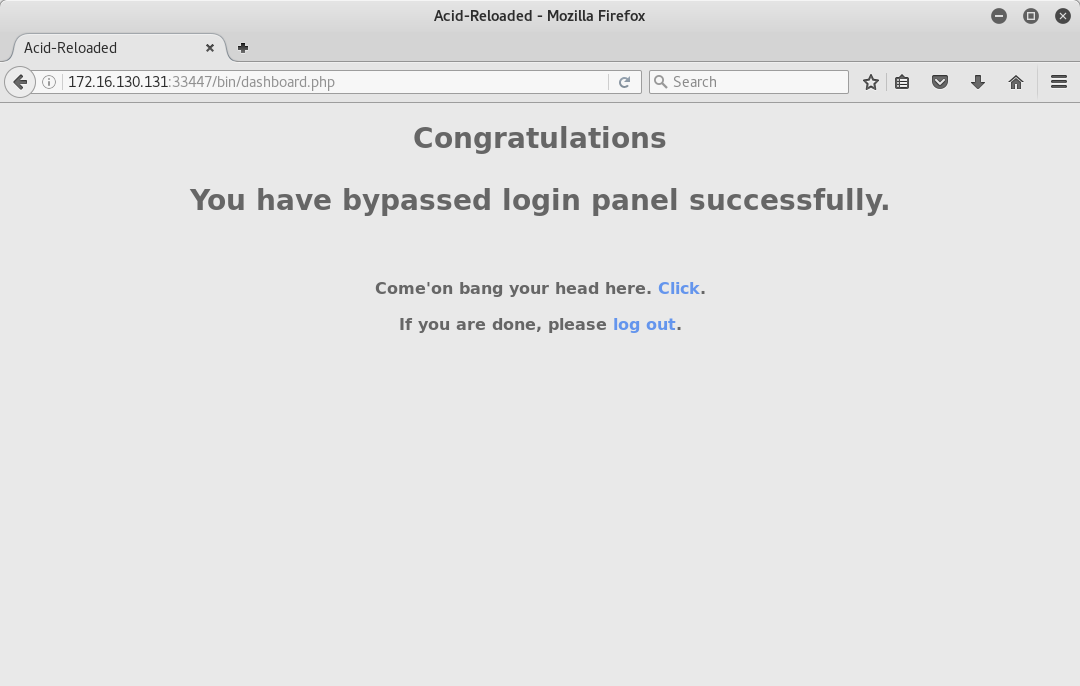 Acid-Reloaded - Mozilla Firefox
Acid-Reloaded
172.16.130.131:33447/bin/dashboard.php
Search
Congratulations
You have bypassed login panel successfully.
Come'on bang your head here. Click.
If you are done, please log out.